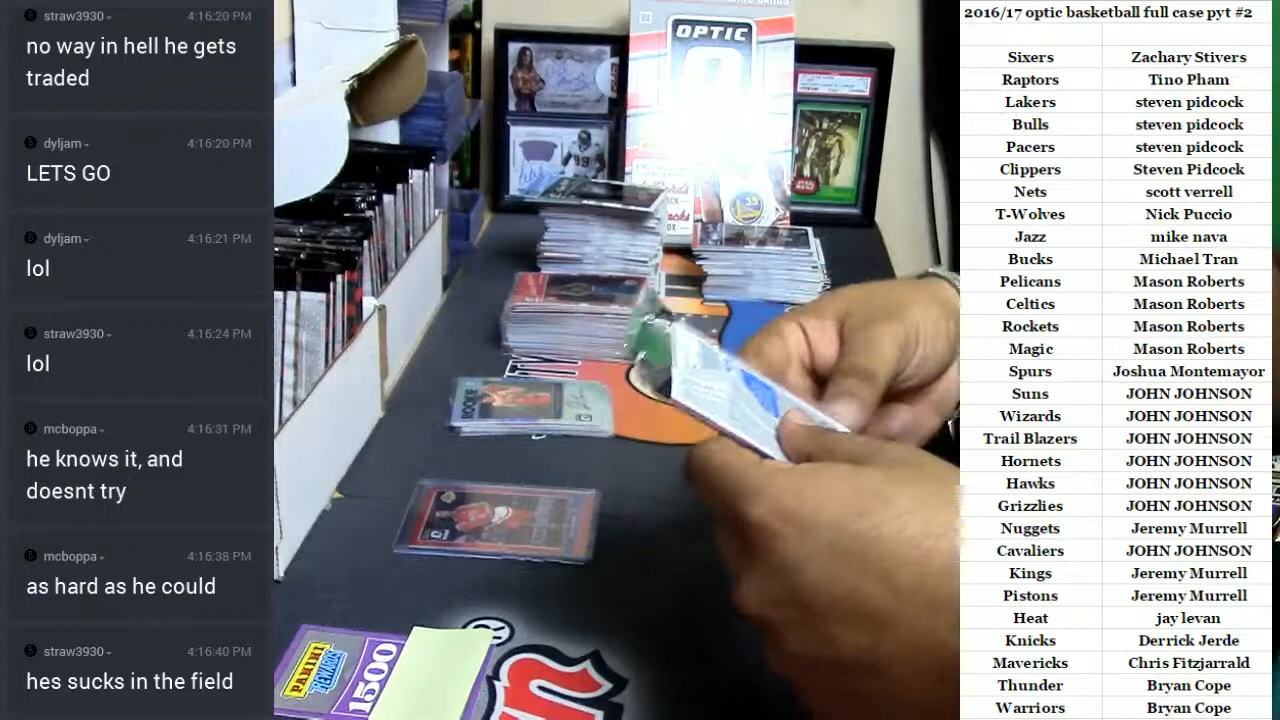 straw3930 4:16:20 PM
no way in hell he gets
traded
dyljam 4:16:20 PM
LETS GO
dyljam 4:16:21 PM
lol
straw3930 4:16:24 PM
lol
mcboppa 4:16:31 PM
he knows it, and
doesnt try
mcboppa 4:16:38 PM
as hard as he could
straw3930 4:16:40 PM
hes sucks in the field
OPTIC
99
STAR WARS
39
ROOKIE
PANINI
REWARDS
1500
2016/17 optic basketball full case pyt #2
Sixers Zachary Stivers
Raptors Tino Pham
Lakers steven pidcock
Bulls steven pidcock
Pacers steven pidcock
Clippers Steven Pidcock
Nets scott verrell
T-Wolves Nick Puccio
Jazz mike nava
Bucks Michael Tran
Pelicans Mason Roberts
Celtics Mason Roberts
Rockets Mason Roberts
Magic Mason Roberts
Spurs Joshua Montemayor
Suns JOHN JOHNSON
Wizards JOHN JOHNSON
Trail Blazers JOHN JOHNSON
Hornets JOHN JOHNSON
Hawks JOHN JOHNSON
Grizzlies JOHN JOHNSON
Nuggets Jeremy Murrell
Cavaliers JOHN JOHNSON
Kings Jeremy Murrell
Pistons Jeremy Murrell
Heat jay levan
Knicks Derrick Jerde
Mavericks Chris Fitzjarrald
Thunder Bryan Cope
Warriors Bryan Cope